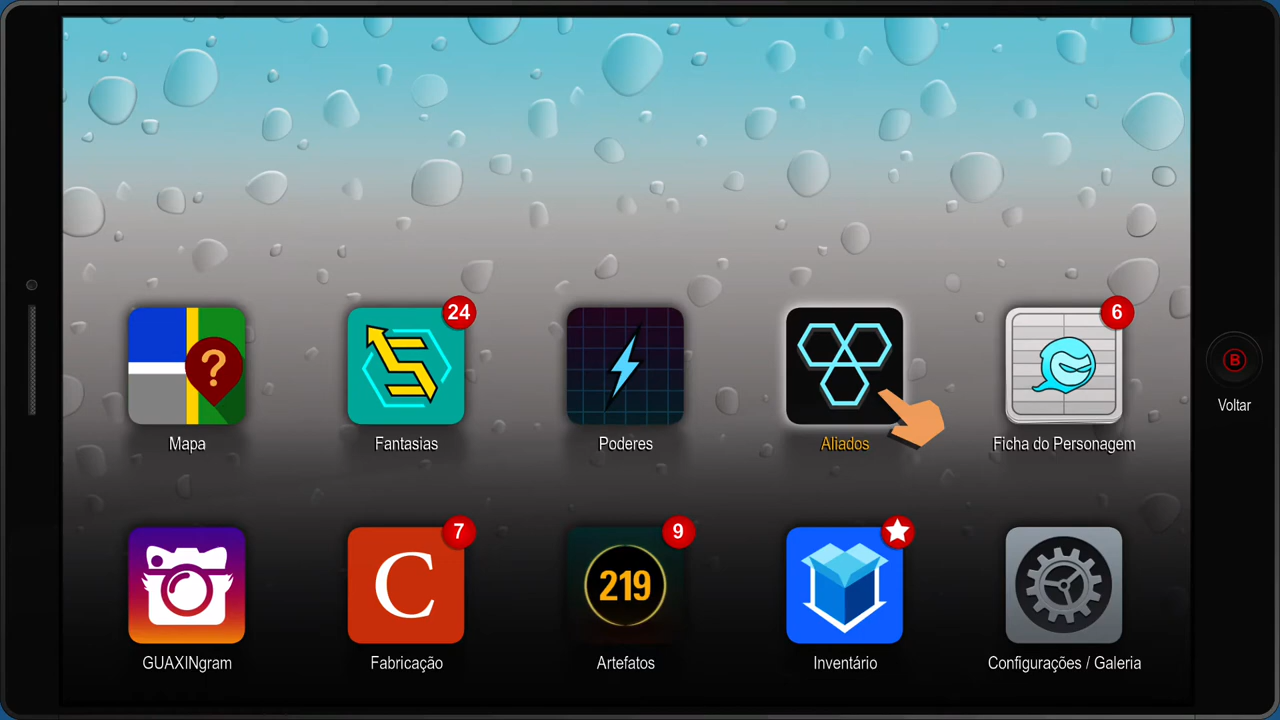 24
6
?
Mapa
Fantasias
Poderes
Aliados
Ficha do Personagem
B
Voltar
7
9
C
219
GUAXINgram
Fabricação
Artefatos
Inventário
Configurações / Galeria